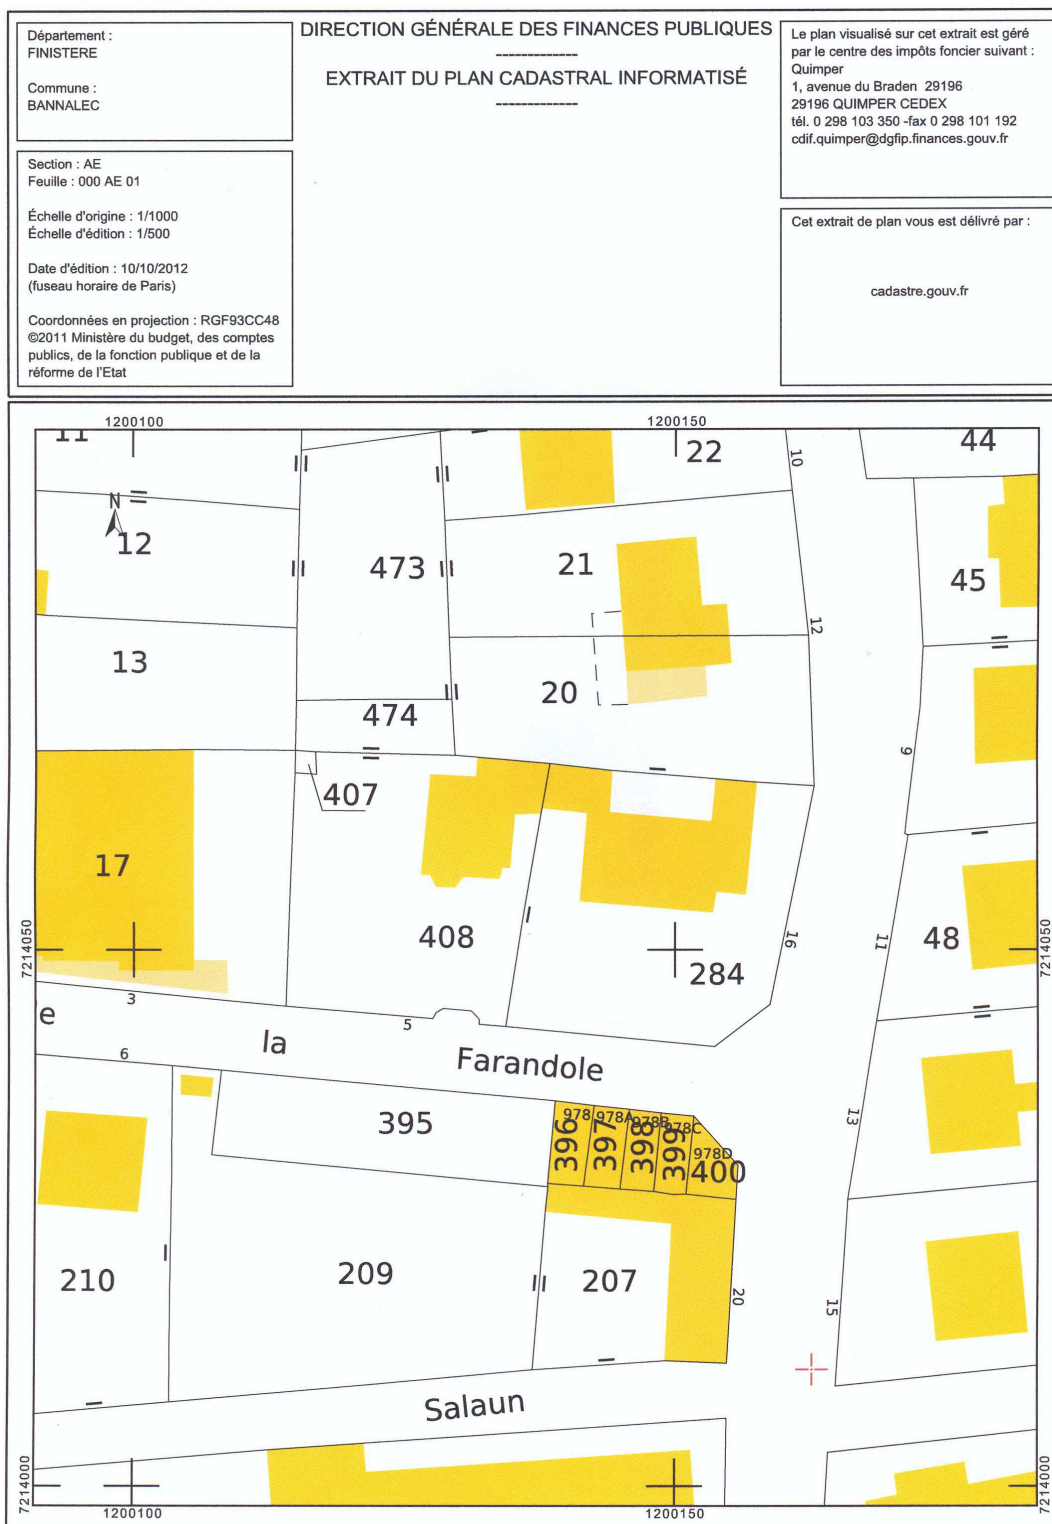 Département :
FINISTERE
Commune :
BANNALEC
Section : AE
Feuille : 000 AE 01
Échelle d'origine : 1/1000
Échelle d'édition : 1/500
Date d'édition : 10/10/2012
(fuseau horaire de Paris)
Coordonnées en projection : RGF93CC48
©2011 Ministère du budget, des comptes
publics, de la fonction publique et de la
réforme de l'Etat
DIRECTION GÉNÉRALE DES FINANCES PUBLIQUES
-------------
EXTRAIT DU PLAN CADASTRAL INFORMATISÉ
-------------
Le plan visualisé sur cet extrait est géré
par le centre des impôts foncier suivant :
Quimper
1, avenue du Braden 29196
29196 QUIMPER CEDEX
tél. 0 298 103 350 -fax 0 298 101 192
cdif.quimper@dgfip.finances.gouv.fr
Cet extrait de plan vous est délivré par :
cadastre.gouv.fr
1200100
1200150
11
22
10
44
N
12
473
21
45
12
13
20
474
9
407
17
408
48
7214050
16
11
7214050
284
3
e
5
la
Farandole
6
395
978
978A
978B
978C
978D
396
397
398
399
400
13
210
209
207
20
15
Salaun
7214000
7214000
1200100
1200150